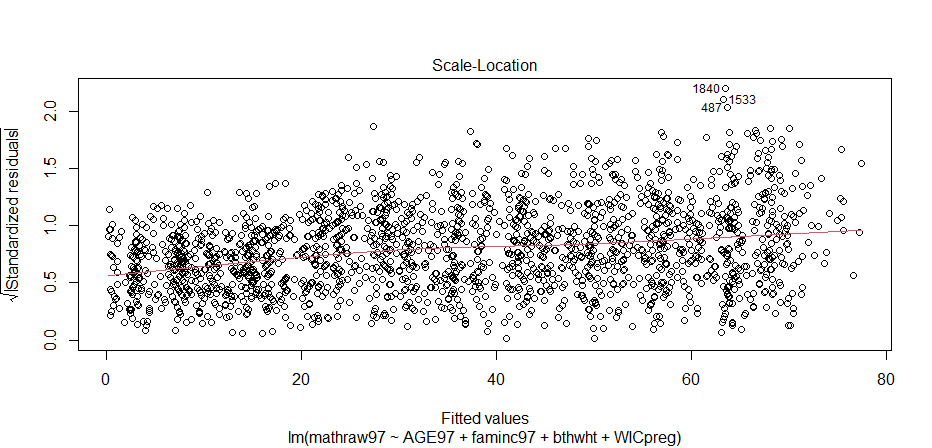 Scale-Location
1840
1533
487
2.0
1.5
1.0
0.5
0.0
√|Standardized residuals|
0 20 40 60 80
Fitted values
lm(mathraw97 ~ AGE97 + faminc97 + bthwht + WICpreg)